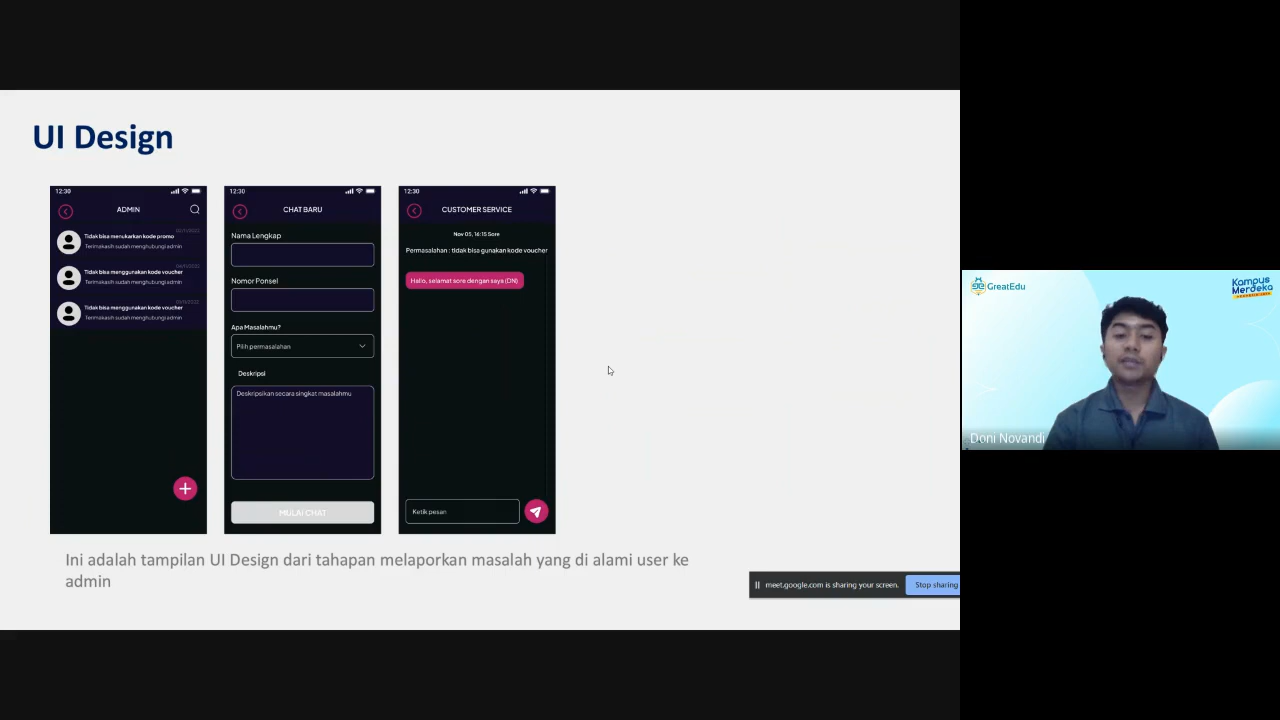 UI Design
12:30
ADMIN
Tidak bisa menukarkan kode promo
Terimakasih sudah menghubungi admin
Tidak bisa menggunakan kode voucher
Terimakasih sudah menghubungi admin
Tidak bisa menggunakan kode voucher
Terimakasih sudah menghubungi admin
12:30
CHAT BARU
Nama Lengkap
Nomor Ponsel
Apa Masalahmu?
Pilih permasalahan
Deskripsi
Deskripsikan secara singkat masalahmu
MULAI CHAT
12:30
CUSTOMER SERVICE
Nov 05, 16:15 Sore
Permasalahan : tidak bisa gunakan kode voucher
Hallo, selamat sore dengan saya (DN)
Ketik pesan
Ini adalah tampilan UI Design dari tahapan melaporkan masalah yang di alami user ke
admin
meet.google.com is sharing your screen.
Stop sharing
GreatEdu
Kampus
Merdeka
Doni Novandi